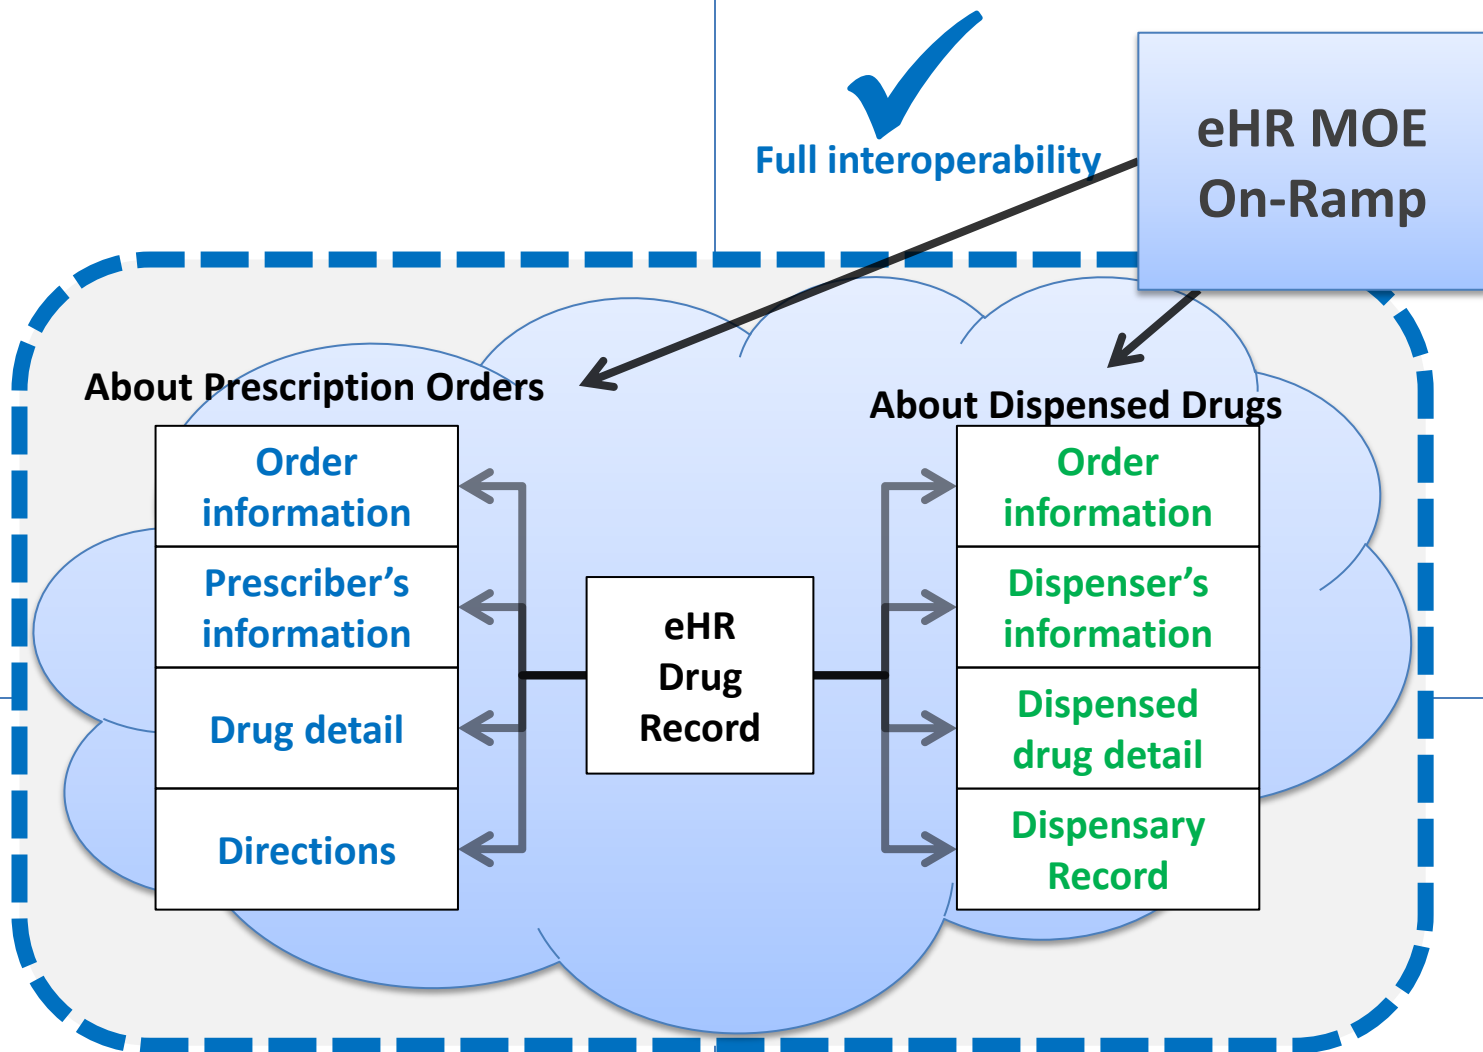 Full interoperability
eHR MOE
On-Ramp
About Prescription Orders
Order
information
Prescriber’s
information
Drug detail
Directions
eHR
Drug
Record
About Dispensed Drugs
Order
information
Dispenser’s
information
Dispensed
drug detail
Dispensary
Record